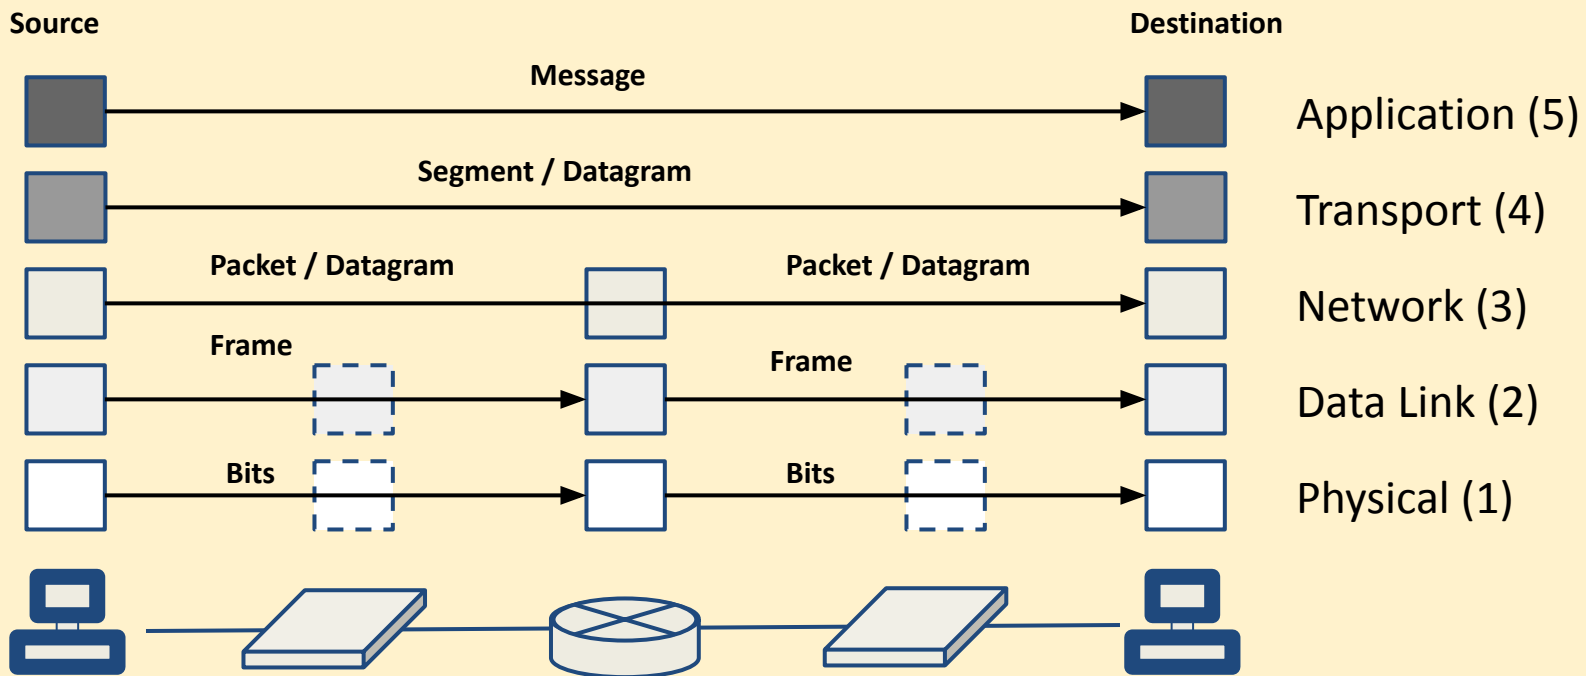 Source
Destination
Message
Application (5)
Segment / Datagram
Transport (4)
Packet / Datagram
Packet / Datagram
Network (3)
Frame
Frame
Data Link (2)
Bits
Bits
Physical (1)